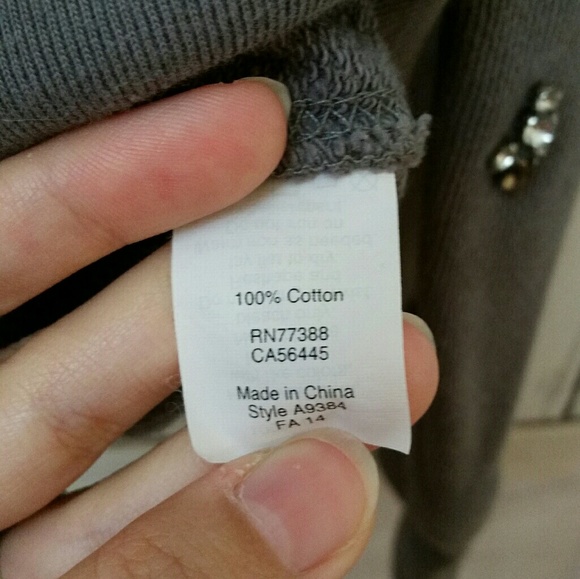 100% Cotton
RN77388
CA56445
Made in China
Style A9384
FA 14